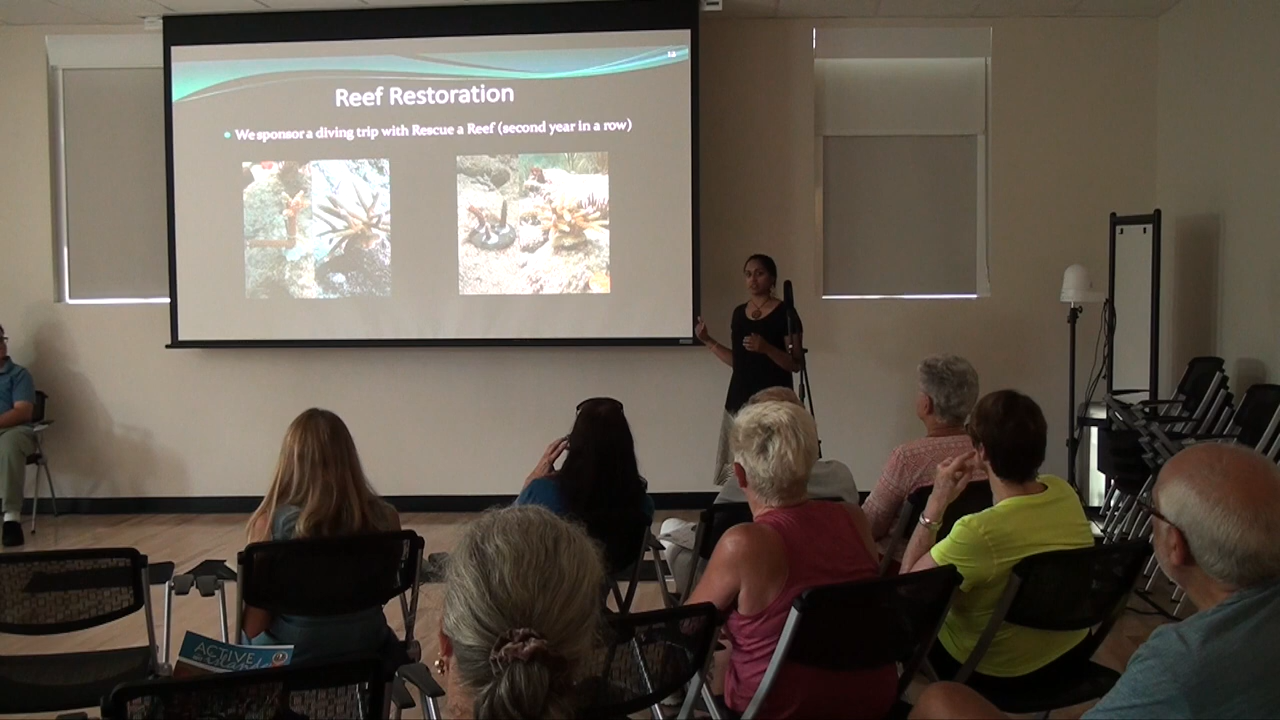 Reef Restoration
We sponsor a diving trip with Rescue a Reef (second year in a row)
ACTIVE